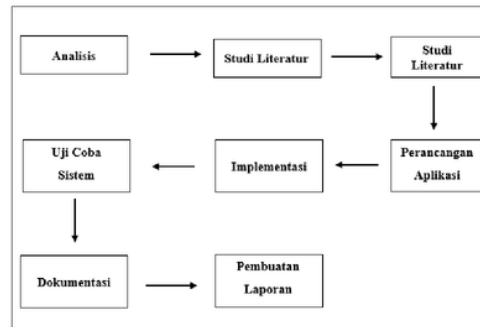 Analisis
Studi Literatur
Studi
Literatur
Perancangan
Aplikasi
Implementasi
Uji Coba
Sistem
Dokumentasi
Pembuatan
Laporan